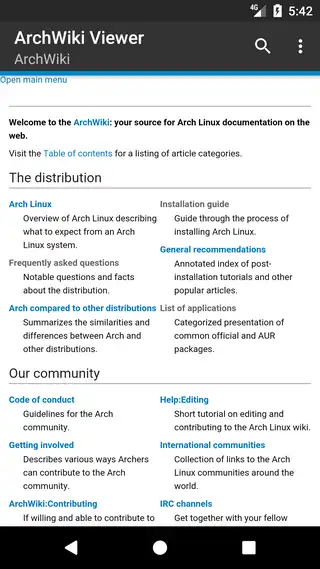 4G 5:42
ArchWiki Viewer
ArchWiki
Open main menu
Welcome to the ArchWiki: your source for Arch Linux documentation on the
web.
Visit the Table of contents for a listing of article categories.
The distribution
Arch Linux
Overview of Arch Linux describing
what to expect from an Arch
Linux system.
Frequently asked questions
Notable questions and facts
about the distribution.
Arch compared to other distributions
Summarizes the similarities and
differences between Arch and
other distributions.
Installation guide
Guide through the process of
installing Arch Linux.
General recommendations
Annotated index of post-
installation tutorials and other
popular articles.
List of applications
Categorized presentation of
common official and AUR
packages.
Our community
Code of conduct
Guidelines for the Arch
community.
Getting involved
Describes various ways Archers
can contribute to the Arch
community.
ArchWiki:Contributing
If willing and able to contribute to
Help:Editing
Short tutorial on editing and
contributing to the Arch Linux wiki.
International communities
Collection of links to the Arch
Linux communities around the
world.
IRC channels
Get together with your fellow